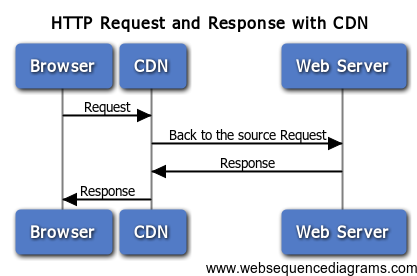 HTTP Request and Response with CDN
Browser CDN Web Server
Request
Back to the source Request
Response
Response
Browser CDN Web Server
www.websequencediagrams.com